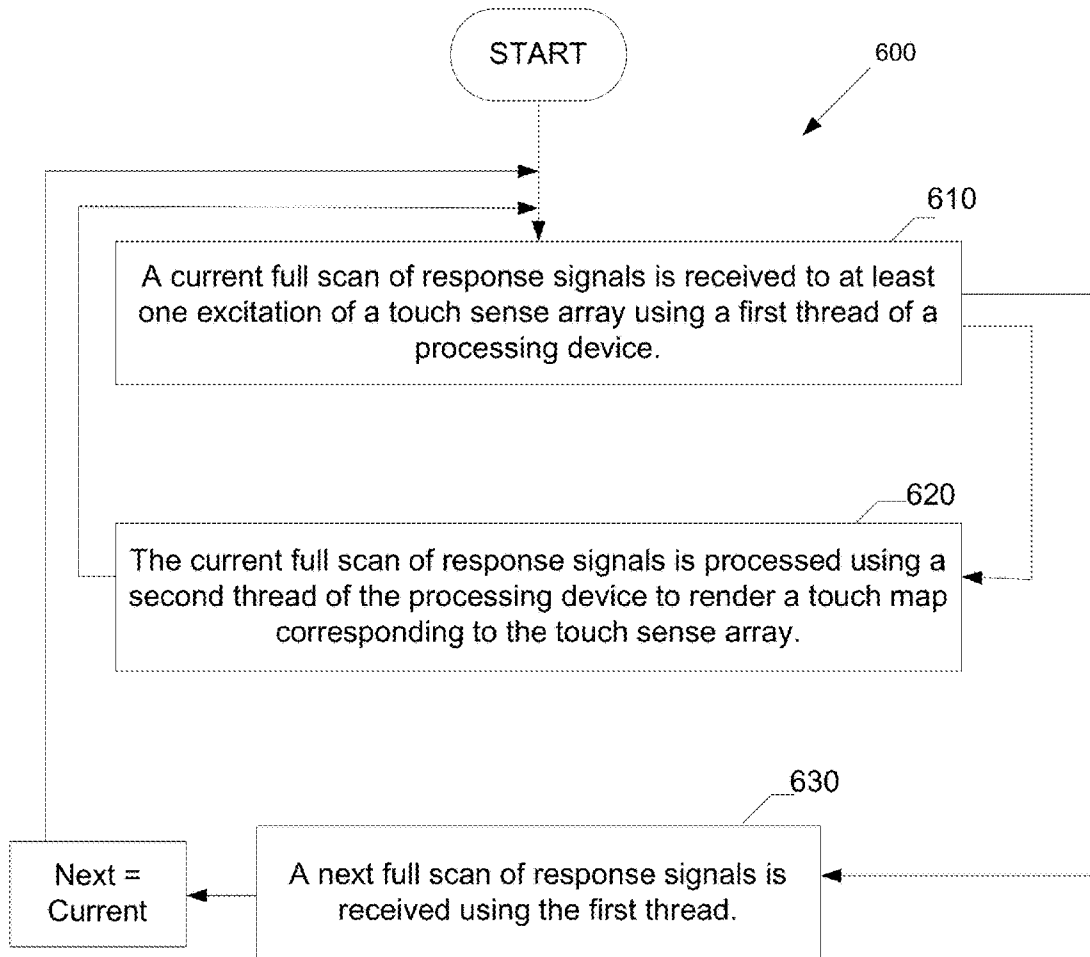 START
600
610
A current full scan of response signals is received to at least
one excitation of a touch sense array using a first thread of a
processing device.
620
The current full scan of response signals is processed using a
second thread of the processing device to render a touch map
corresponding to the touch sense array.
630
A next full scan of response signals is
received using the first thread.
Next =
Current